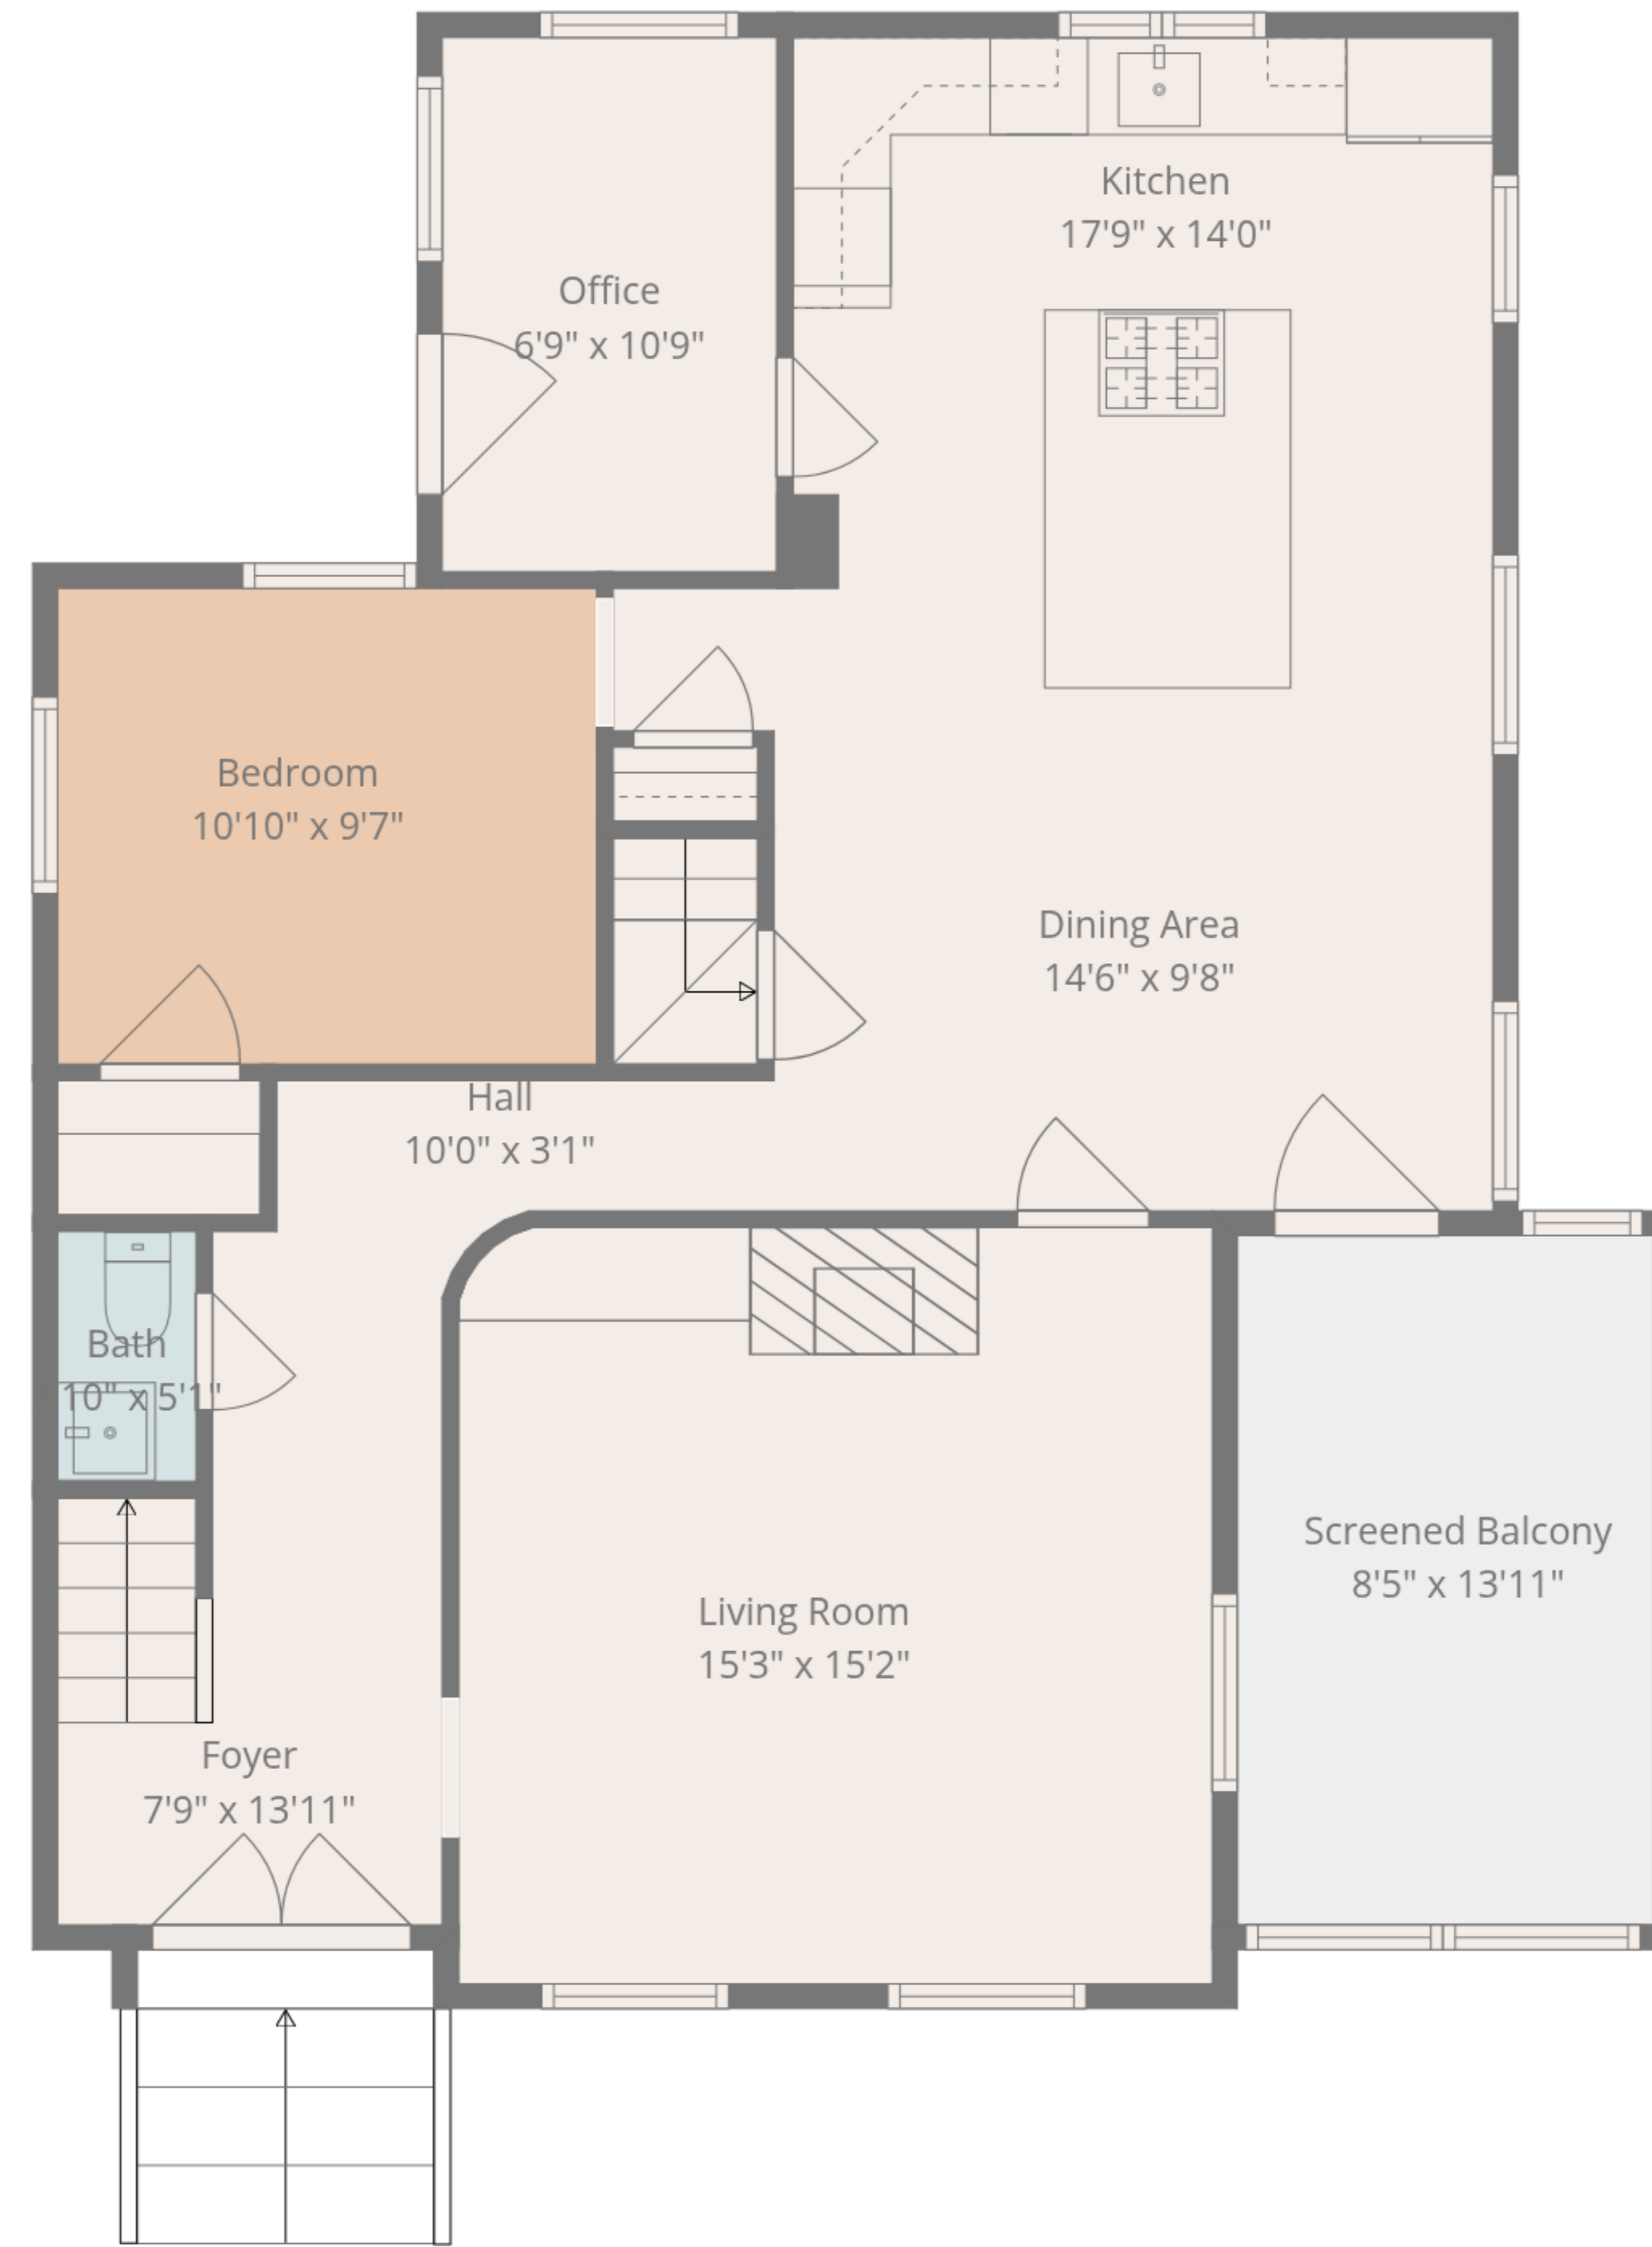 Kitchen
17'9" x 14'0"
Office
6'9" x 10'9"
Bedroom
10'10" x 9'7"
Dining Area
14'6" x 9'8"
Hall
10'0" x 3'1"
Bath
10" x 5'1"
Screened Balcony
8'5" x 13'11"
Living Room
15'3" x 15'2"
Foyer
7'9" x 13'11"